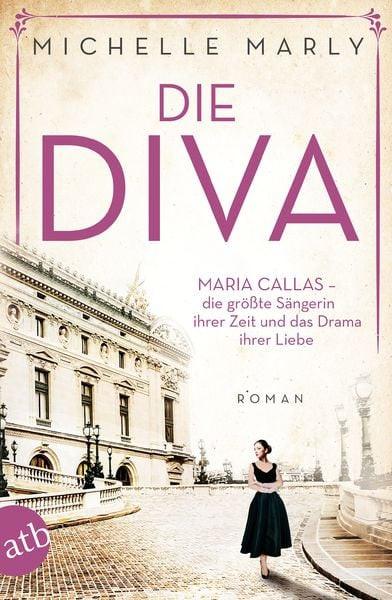 MICHELLE MARLY
DIE
DIVA
MARIA CALLAS –
die größte Sängerin
ihrer Zeit und das Drama
ihrer Liebe
ROMAN
atb